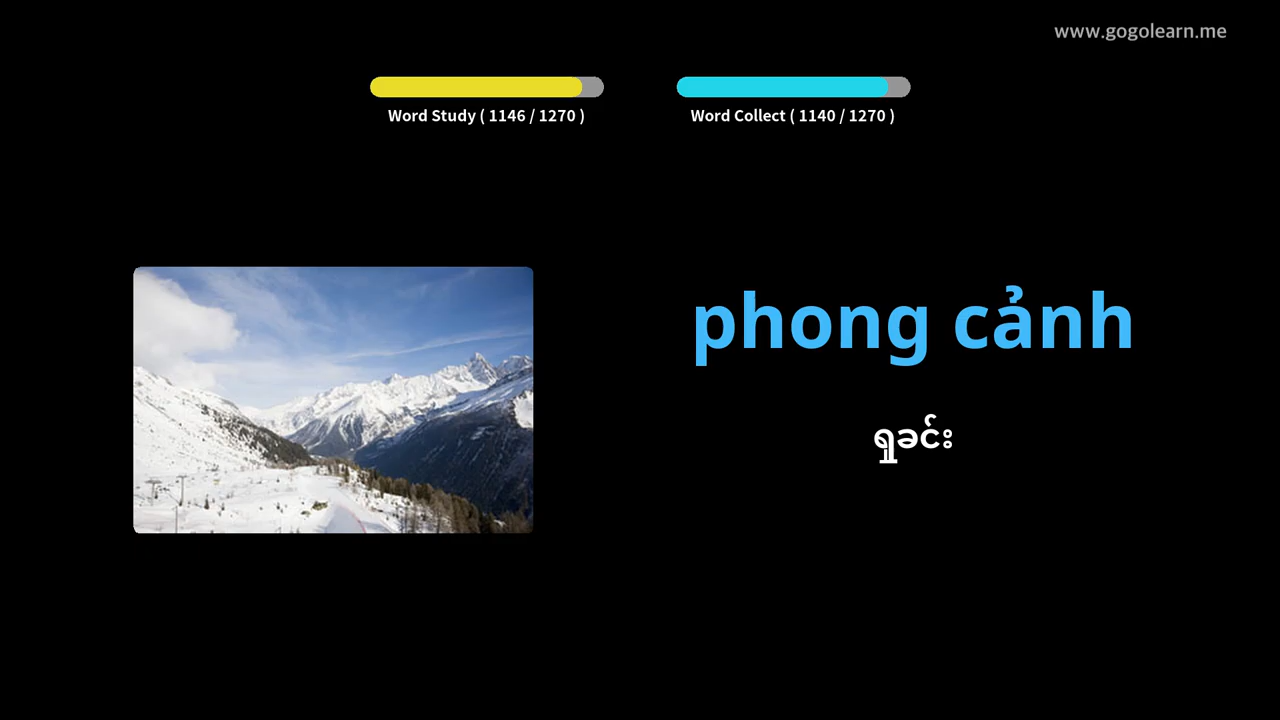 www.gogolearn.me
Word Study ( 1146 / 1270 )
Word Collect ( 1140 / 1270 )
phong cảnh
ရှုခင်း